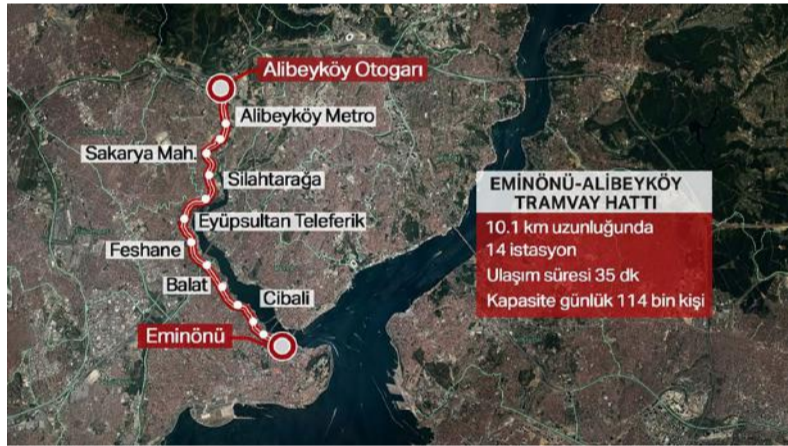 Alibeyköy Otogarı
Alibeyköy Metro
Sakarya Mah.
Silahtarağa
Eyüpsultan Teleferik
Feshane
Balat
Cibali
Eminönü
EMİNÖNÜ-ALİBEYKÖY
TRAMVAY HATTI
10.1 km uzunluğunda
14 istasyon
Ulaşım süresi 35 dk
Kapasite günlük 114 bin kişi